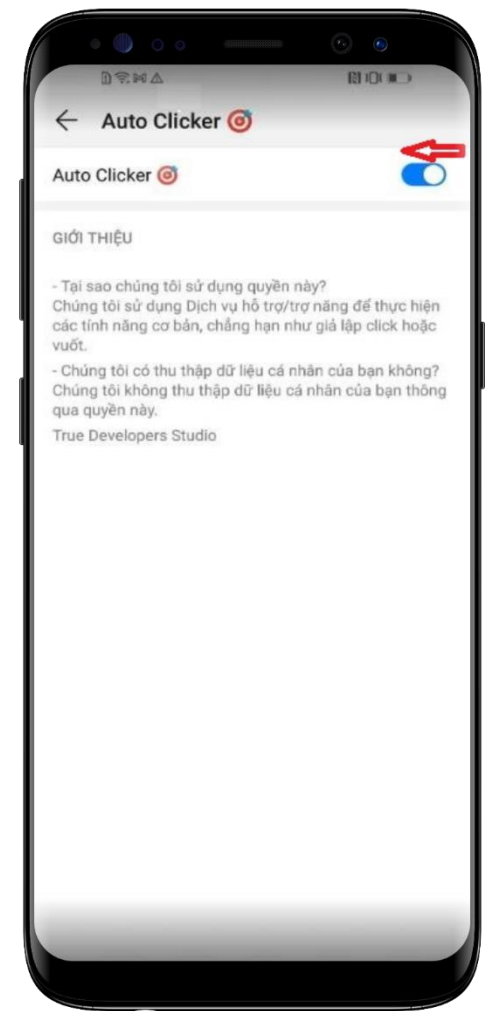 Auto Clicker
Auto Clicker
GIỚI THIỆU
- Tại sao chúng tôi sử dụng quyền này?
Chúng tôi sử dụng Dịch vụ hỗ trợ/trợ năng để thực hiện
các tính năng cơ bản, chẳng hạn như giả lập click hoặc
vuốt.
- Chúng tôi có thu thập dữ liệu cá nhân của bạn không?
Chúng tôi không thu thập dữ liệu cá nhân của bạn thông
qua quyền này.
True Developers Studio